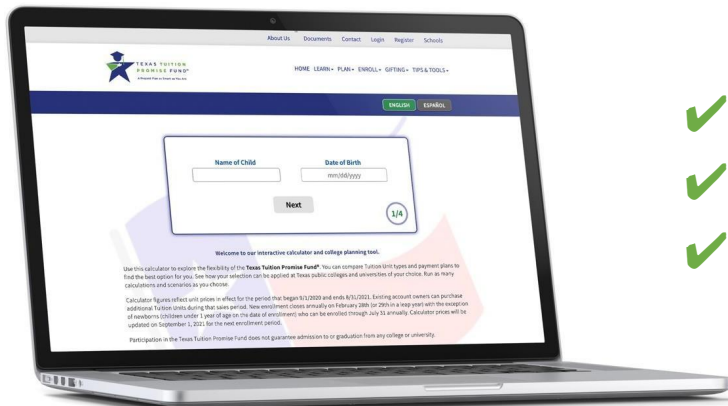 About Us Documents Contact Login Register Schools
TEXAS TUITION
PROMISE FUND®
HOME LEARN PLAN ENROLL GIFTING TIPS & TOOLS
ENGLISH ESPAÑOL
Name of Child Date of Birth
mm/dd/yyyy
Next
1/4
Welcome to our interactive calculator and college planning tool.
Use this calculator to explore the flexibility of the Texas Tuition Promise Fund®. You can compare Tuition Unit types and payment plans to
find the best option for you. See how your selection can be applied at Texas public colleges and universities of your choice. Run as many
calculations and scenarios as you choose.
Calculator figures reflect unit prices in effect for the period that began 9/1/2020 and ends 8/31/2021. Existing account owners can purchase
additional Tuition Units during that sales period. New enrollment closes annually on February 28th (or 29th in a leap year) with the exception
of newborns (children under 1 year of age on the date of enrollment) who can be enrolled through July 31 annually. Calculator prices will be
updated on September 1, 2021 for the next enrollment period.
Participation in the Texas Tuition Promise Fund does not guarantee admission to or graduation from any college or university.